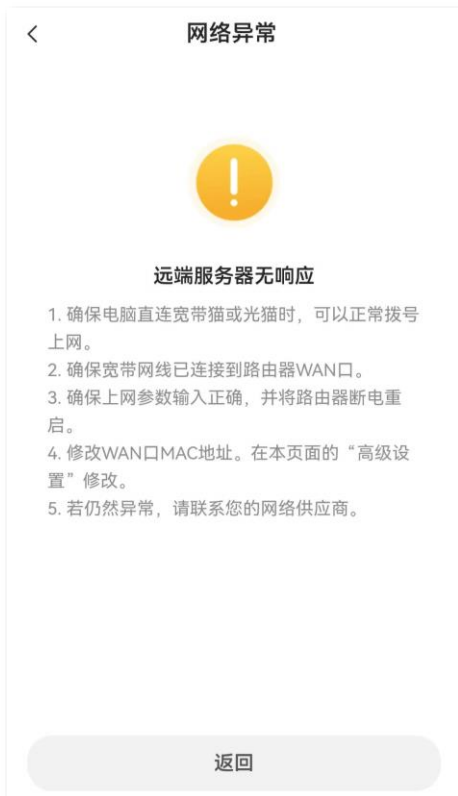 网络异常
远端服务器无响应
1. 确保电脑直连宽带猫或光猫时，可以正常拨号
上网。
2. 确保宽带网线已连接到路由器WAN口。
3. 确保上网参数输入正确，并将路由器断电重
启。
4. 修改WAN口MAC地址。在本页面的“高级设
置”修改。
5. 若仍然异常，请联系您的网络供应商。
返回